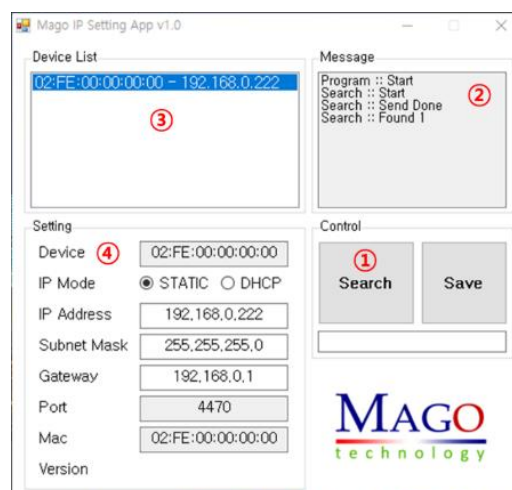 Mago IP Setting App v1.0
Device List
02:FE:00:00:00:00 - 192.168.0.222
③
Message
Program :: Start
Search :: Start
Search :: Send Done
Search :: Found 1
②
Setting
Device ④ 02:FE:00:00:00:00
IP Mode STATIC DHCP
IP Address 192.168.0.222
Subnet Mask 255.255.255.0
Gateway 192.168.0.1
Port 4470
Mac 02:FE:00:00:00:00
Version
Control
①
Search Save
MAGO
technology